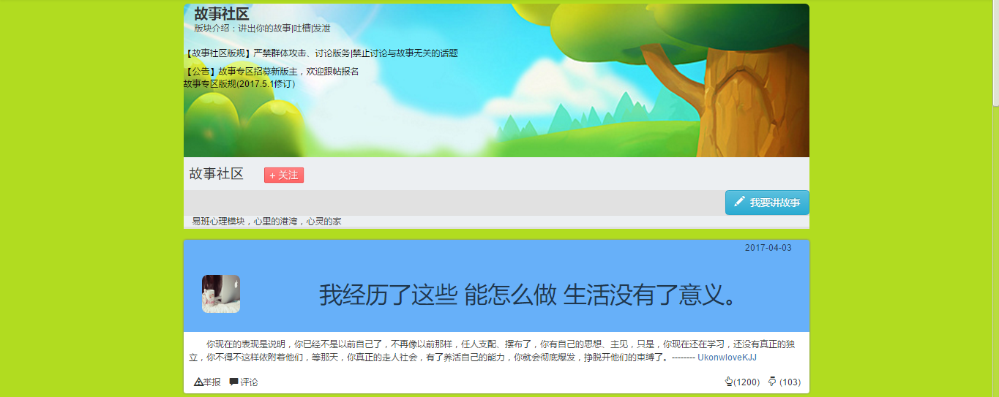 故事社区
版块介绍：讲出你的故事|吐槽|发泄
【故事社区版规】严禁群体攻击、讨论版务|禁止讨论与故事无关的话题
【公告】故事专区招募新版主，欢迎跟帖报名
故事专区版规(2017.5.1修订）
故事社区 + 关注
我要讲故事
易班心理模块，心里的港湾，心灵的家
2017-04-03
我经历了这些 能怎么做 生活没有了意义。
你现在的表现是说明，你已经不是以前自己了，不再像以前那样，任人支配、摆布了，你有自己的思想、主见，只是，你现在还在学习，还没有真正的独
立，你不得不这样依附着他们，等那天，你真正的走人社会，有了养活自己的能力，你就会彻底爆发，挣脱开他们的束缚了。-------- UkonwloveKJJ
举报 评论 (1200) (103)